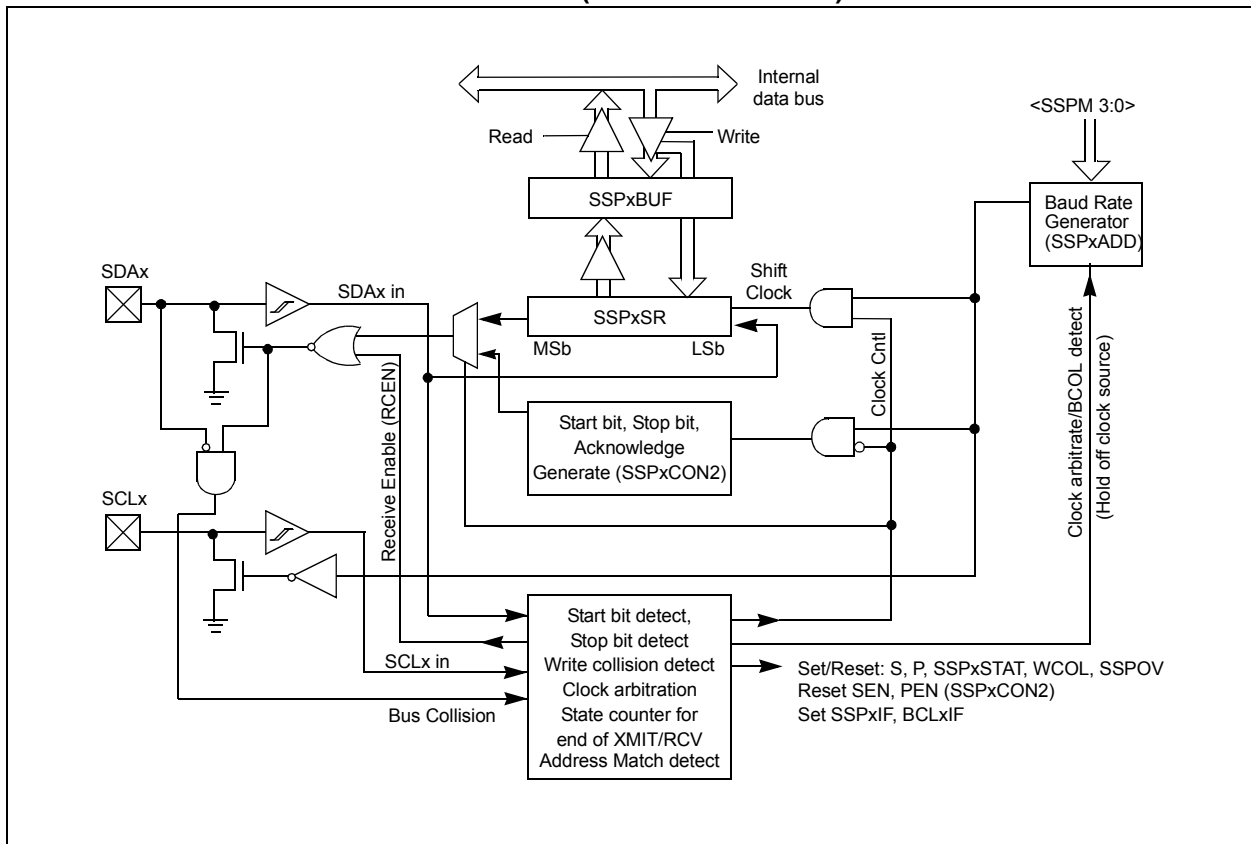 Internal
data bus
<SSPM 3:0>
Read
Write
SSPxBUF
Baud Rate
Generator
(SSPxADD)
SDAx
SDAx in
Shift
Clock
SSPxSR
MSb
LSb
Receive Enable (RCEN)
Clock Cntl
Clock arbitrate/BCOL detect
(Hold off clock source)
Start bit, Stop bit,
Acknowledge
Generate (SSPxCON2)
SCLx
SCLx in
Bus Collision
Start bit detect,
Stop bit detect
Write collision detect
Clock arbitration
State counter for
end of XMIT/RCV
Address Match detect
Set/Reset: S, P, SSPxSTAT, WCOL, SSPOV
Reset SEN, PEN (SSPxCON2)
Set SSPxIF, BCLxIF